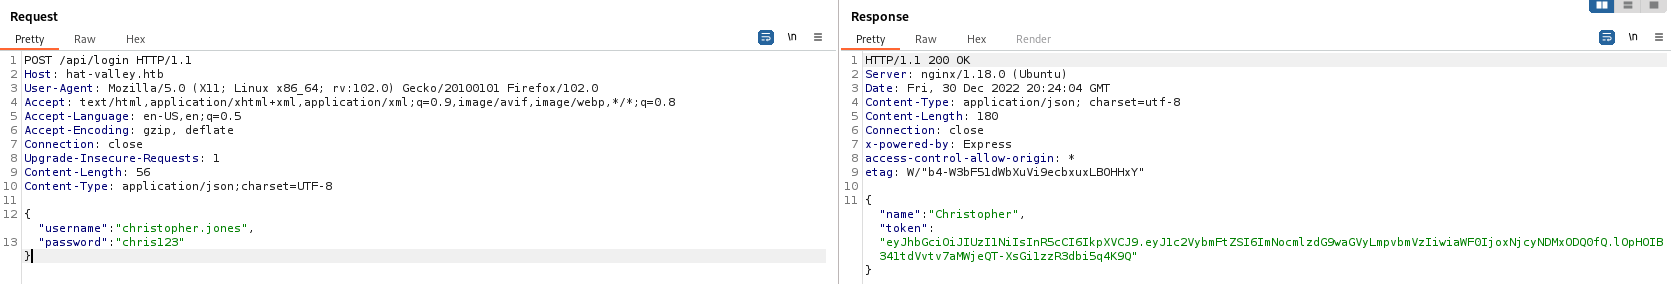 Request
Pretty Raw Hex
\n
1 POST /api/login HTTP/1.1
2 Host: hat-valley.htb
3 User-Agent: Mozilla/5.0 (X11; Linux x86_64; rv:102.0) Gecko/20100101 Firefox/102.0
4 Accept: text/html,application/xhtml+xml,application/xml;q=0.9,image/avif,image/webp,*/*;q=0.8
5 Accept-Language: en-US,en;q=0.5
6 Accept-Encoding: gzip, deflate
7 Connection: close
8 Upgrade-Insecure-Requests: 1
9 Content-Length: 56
10 Content-Type: application/json;charset=UTF-8
11
12 {
"username":"christopher.jones",
13 "password":"chris123"
}
Response
Pretty Raw Hex Render
\n
1 HTTP/1.1 200 OK
2 Server: nginx/1.18.0 (Ubuntu)
3 Date: Fri, 30 Dec 2022 20:24:04 GMT
4 Content-Type: application/json; charset=utf-8
5 Content-Length: 180
6 Connection: close
7 x-powered-by: Express
8 access-control-allow-origin: *
9 etag: W/"b4-W3bF51dWbXuVi9ecbxuxLBOHHxY"
10
11 {
"name":"Christopher",
"token":
"eyJhbGciOiJIUzI1NiIsInR5cCI6IkpXVCJ9.eyJ1c2VybmFtZSI6ImNocmlzdG9waGVyLmpvbmVzIiwiaWF0IjoxNjcyNDMxODQ0fQ.lOpHOIB
341tdVvtv7aMWjeQT-XsGi1zzR3dbi5q4K9Q"
}